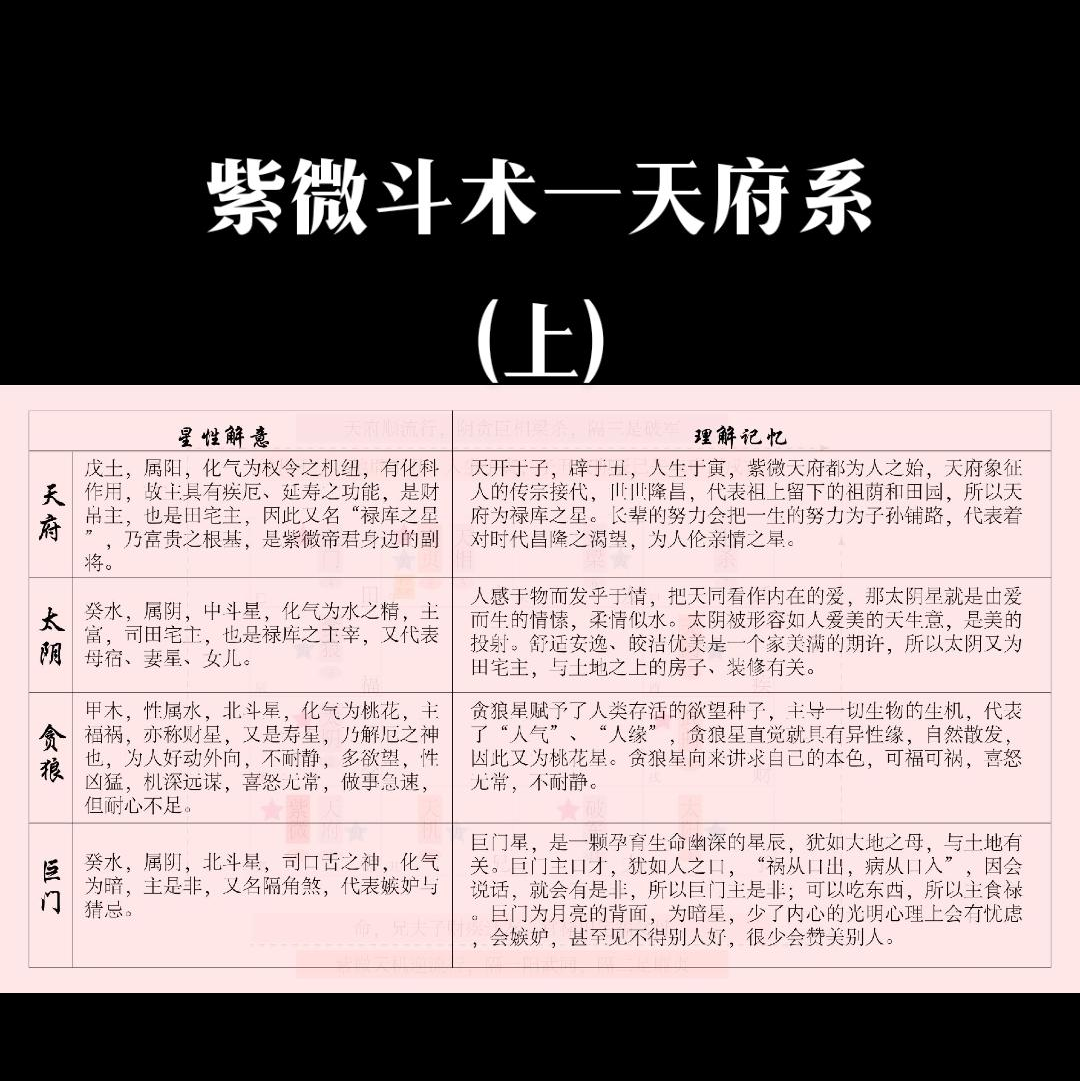 紫微斗术—天府系
(上)
星性解意
理解记忆
天府
戊土，属阳，化气为权令之机纽，有化科
作用，故主具有疾厄、延寿之功能，是财
帛主，也是田宅主，因此又名“禄库之星
”，乃富贵之根基，是紫微帝君身边的副
将。
天开于子，辟于丑，人生于寅，紫微天府都为人之始，天府象征
人的传宗接代，世世隆昌，代表祖上留下的祖荫和田园，所以天
府为禄库之星。长辈的努力会把一生的努力为子孙铺路，代表着
对时代昌隆之渴望，为人伦亲情之星。
太阴
癸水，属阴，中斗星，化气为水之精，主
富，司田宅主，也是禄库之主宰，又代表
母宿、妻星、女儿。
人感于物而发乎于情，把天同看作内在的爱，那太阴星就是由爱
而生的情愫，柔情似水。太阴被形容如人爱美的天生意，是美的
投射。舒适安逸、皎洁优美是一个家美满的期许，所以太阴又为
田宅主，与土地之上的房子、装修有关。
贪狼
甲木，性属水，北斗星，化气为桃花，主
福祸，亦称财星，又是寿星，乃解厄之神
也，为人好动外向，不耐静，多欲望，性
凶猛，机深远谋，喜怒无常，做事急速，
但耐心不足。
贪狼星赋予了人类存活的欲望种子，主导一切生物的生机，代表
了“人气”、“人缘”，贪狼星直觉就具有异性缘，自然散发，
因此又为桃花星。贪狼星向来讲求自己的本色，可福可祸，喜怒
无常，不耐静。
巨门
癸水，属阴，北斗星，司口舌之神，化气
为暗，主是非，又名隔角煞，代表嫉妒与
猜忌。
巨门星，是一颗孕育生命幽深的星辰，犹如大地之母，与土地有
关。巨门主口才，犹如人之口，“祸从口出，病从口入”，因会
说话，就会有是非，所以巨门主是非；可以吃东西，所以主食禄
。巨门为月亮的背面，为暗星，少了内心的光明心理上会有忧虑
，会嫉妒，甚至见不得别人好，很少会赞美别人。